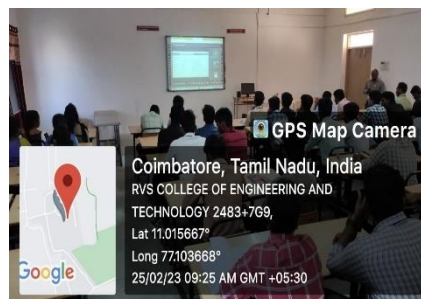 GPS Map Camera
Coimbatore, Tamil Nadu, India
RVS COLLEGE OF ENGINEERING AND
TECHNOLOGY 2483+7G9,
Lat 11.015667°
Long 77.103668°
25/02/23 09:25 AM GMT +05:30
Google